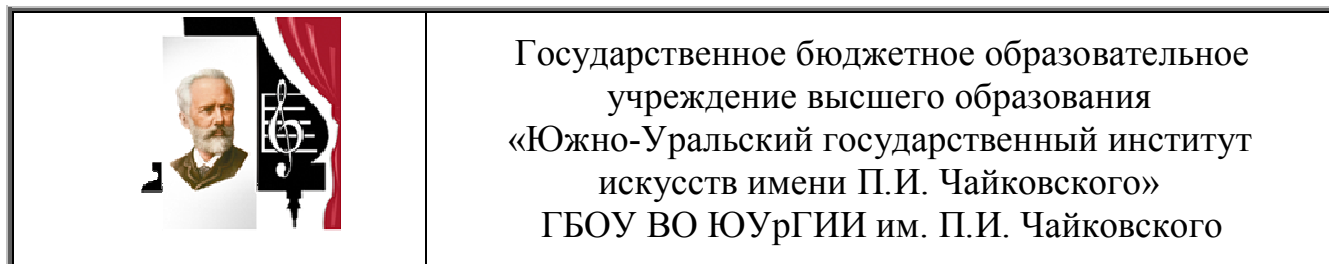 Государственное бюджетное образовательное
учреждение высшего образования
«Южно-Уральский государственный институт
искусств имени П.И. Чайковского»
ГБОУ ВО ЮУрГИИ им. П.И. Чайковского